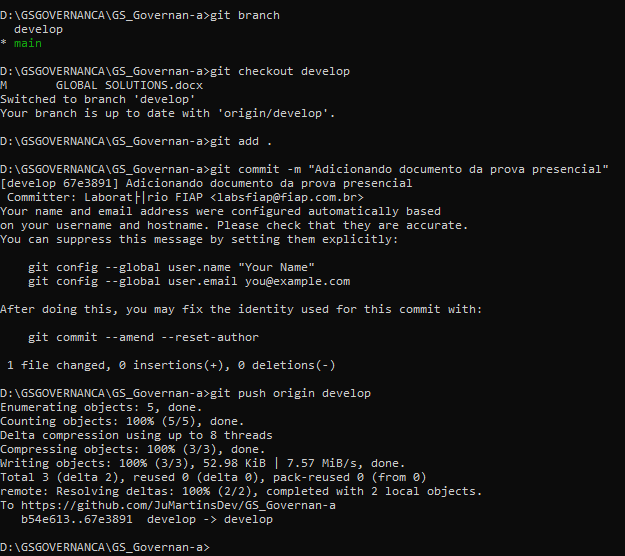 D:\GSGOVERNANCA\GS_Governan-a>git branch
  develop
* main

D:\GSGOVERNANCA\GS_Governan-a>git checkout develop
M       GLOBAL SOLUTIONS.docx
Switched to branch 'develop'
Your branch is up to date with 'origin/develop'.

D:\GSGOVERNANCA\GS_Governan-a>git add .

D:\GSGOVERNANCA\GS_Governan-a>git commit -m "Adicionando documento da prova presencial"
[develop 67e3891] Adicionando documento da prova presencial
 Committer: Laborat├│rio FIAP <labsfiap@fiap.com.br>
Your name and email address were configured automatically based
on your username and hostname. Please check that they are accurate.
You can suppress this message by setting them explicitly:

    git config --global user.name "Your Name"
    git config --global user.email you@example.com

After doing this, you may fix the identity used for this commit with:

    git commit --amend --reset-author

 1 file changed, 0 insertions(+), 0 deletions(-)

D:\GSGOVERNANCA\GS_Governan-a>git push origin develop
Enumerating objects: 5, done.
Counting objects: 100% (5/5), done.
Delta compression using up to 8 threads
Compressing objects: 100% (3/3), done.
Writing objects: 100% (3/3), 52.98 KiB | 7.57 MiB/s, done.
Total 3 (delta 2), reused 0 (delta 0), pack-reused 0 (from 0)
remote: Resolving deltas: 100% (2/2), completed with 2 local objects.
To https://github.com/JuMartinsDev/GS_Governan-a
   b54e613..67e3891  develop -> develop

D:\GSGOVERNANCA\GS_Governan-a>